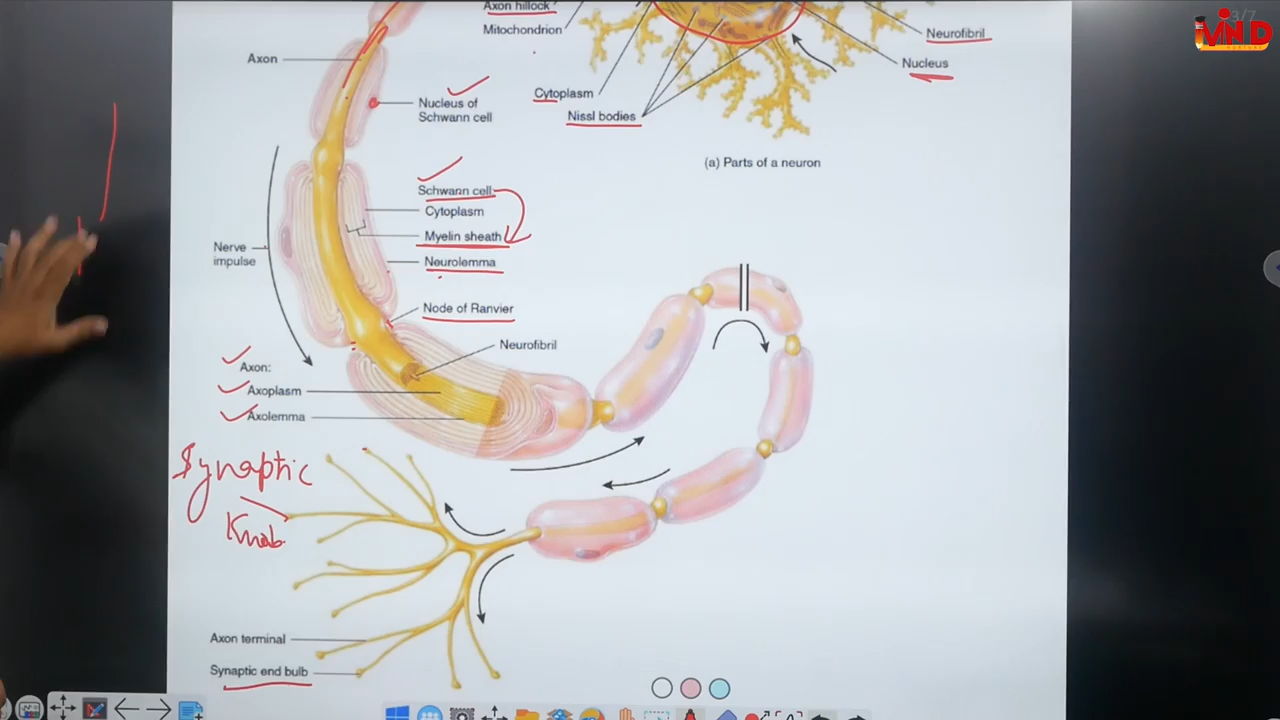 Axon hillock
Mitochondrion
Neurofibril
Nucleus
Axon
Cytoplasm
Nissl bodies
Nucleus of
Schwann cell
(a) Parts of a neuron
Schwann cell
Cytoplasm
Myelin sheath
Nerve
impulse
Neurolemma
Node of Ranvier
Neurofibril
Axon:
Axoplasm
Axolemma
Synaptic
Knob
Axon terminal
Synaptic end bulb
3/7